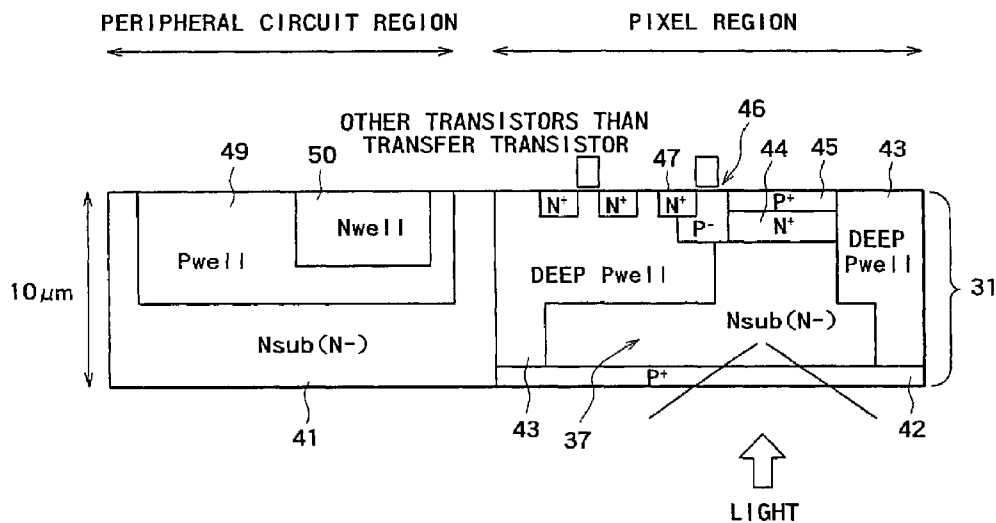 PERIPHERAL CIRCUIT REGION
PIXEL REGION
OTHER TRANSISTORS THAN
TRANSFER TRANSISTOR
46
49
50
47
44
45
43
N+
N+
N+
P+
N+
P-
Nwell
Pwell
DEEP Pwell
DEEP
Pwell
10μm
31
Nsub(N-)
Nsub(N-)
P+
41
43
37
42
LIGHT